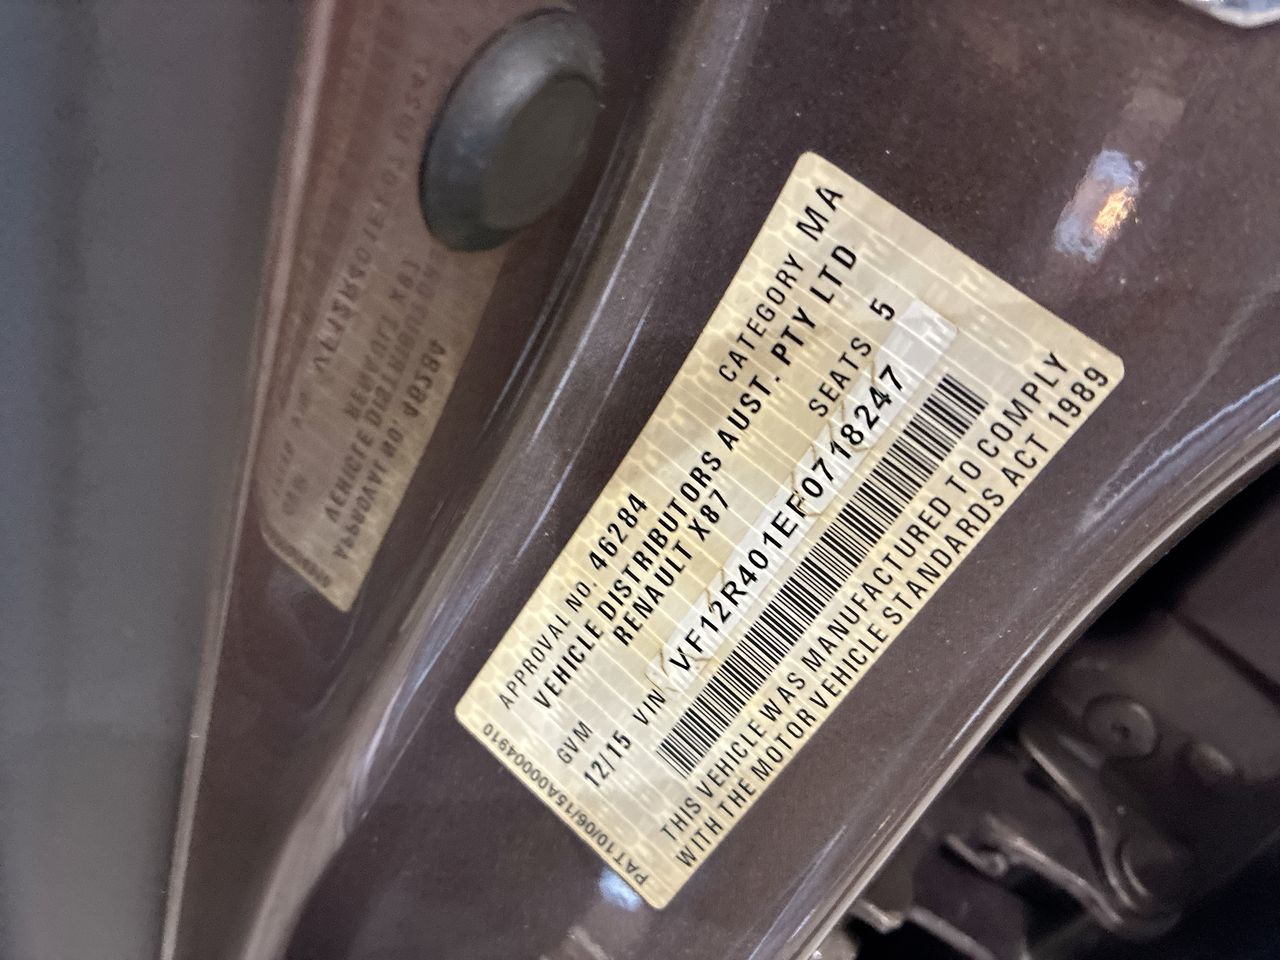 APPROVAL NO. 46284 CATEGORY MA
VEHICLE DISTRIBUTORS AUST. PTY LTD
RENAULT X87 SEATS 5
GVM
12/15 VIN VF12R401EF0718247
THIS VEHICLE WAS MANUFACTURED TO COMPLY
WITH THE MOTOR VEHICLE STANDARDS ACT 1989
PAT10/06/15A00004910